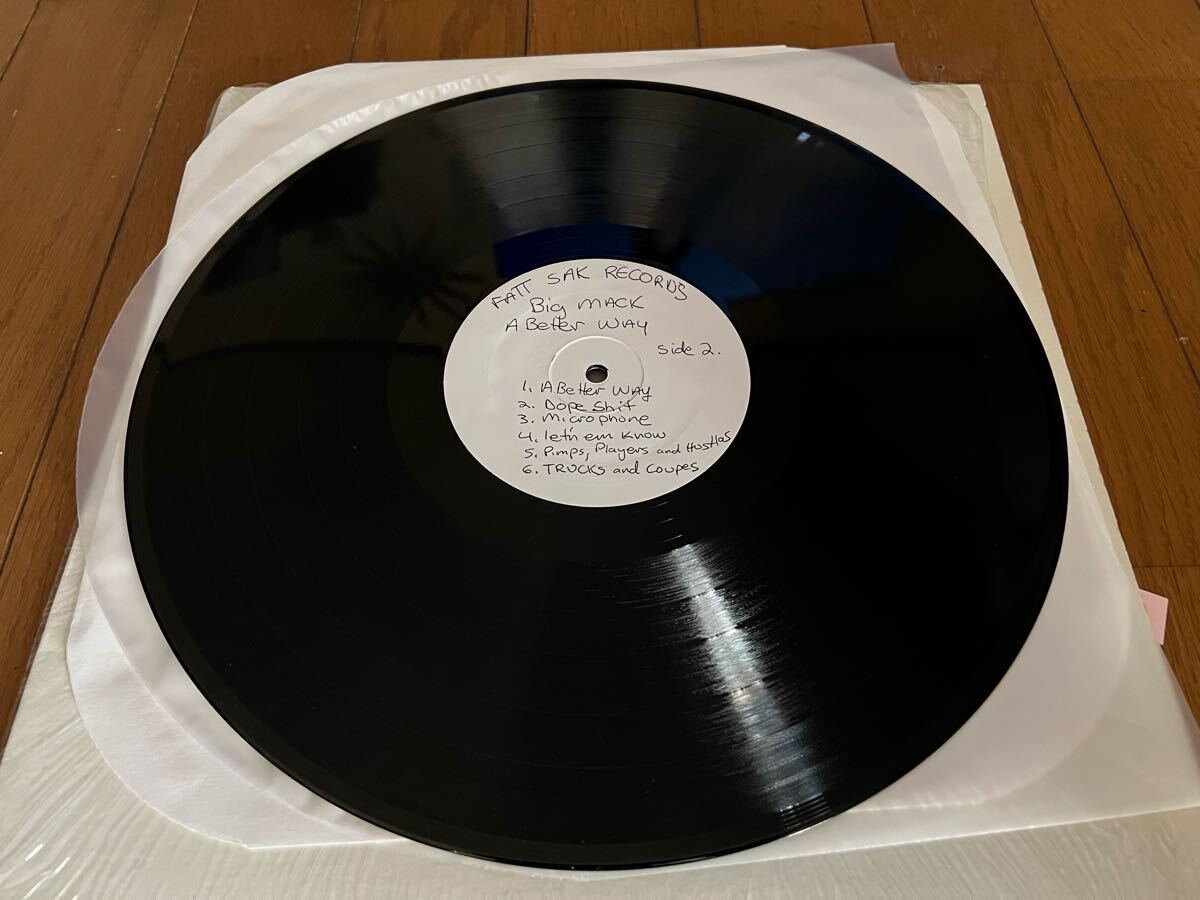 FATT SAK RECORDS
Big MACK
A Better WAy
Side 2.
1. A Better WAy
2. Dope Shit
3. Microphone
4. let'n em Know
5. Pimps, Players and Hustlas
6. TRUCKS and Coupes